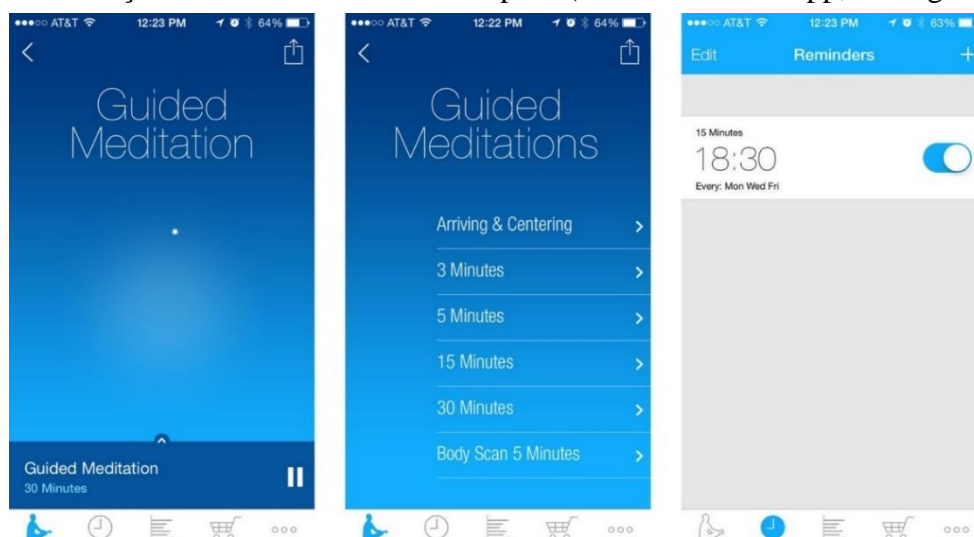 ●●●○○ AT&T 12:23 PM 64%
Guided
Meditation
Guided Meditation
30 Minutes
●●●○○ AT&T 12:22 PM 64%
Guided
Meditations
Arriving & Centering
3 Minutes
5 Minutes
15 Minutes
30 Minutes
Body Scan 5 Minutes
●●●○○ AT&T 12:23 PM 63%
Edit Reminders +
15 Minutes
18:30
Every: Mon Wed Fri